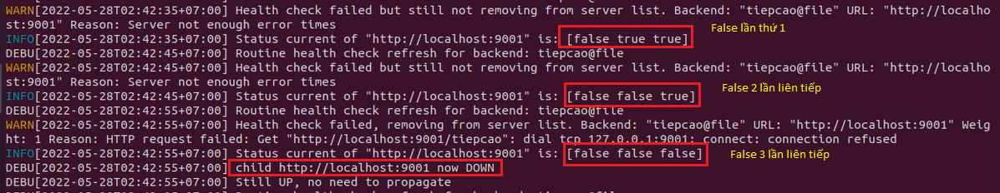 WARN[2022-05-28T02:42:35+07:00] Health check failed but still not removing from server list. Backend: "tiepcao@file" URL: "http://localho
st:9001" Reason: Server not enough error times
False lần thứ 1
INFO[2022-05-28T02:42:35+07:00] Status current of "http://localhost:9001" is: [false true true]
DEBU[2022-05-28T02:42:45+07:00] Routine health check refresh for backend: tiepcao@file
WARN[2022-05-28T02:42:45+07:00] Health check failed but still not removing from server list. Backend: "tiepcao@file" URL: "http://localho
st:9001" Reason: Server not enough error times
False 2 lần liên tiếp
INFO[2022-05-28T02:42:45+07:00] Status current of "http://localhost:9001" is: [false false true]
DEBU[2022-05-28T02:42:55+07:00] Routine health check refresh for backend: tiepcao@file
WARN[2022-05-28T02:42:55+07:00] Health check failed, removing from server list. Backend: "tiepcao@file" URL: "http://localhost:9001" Weig
ht: 1 Reason: HTTP request failed: Get "http://localhost:9001/tiepcao": dial tcp 127.0.0.1:9001: connect: connection refused
INFO[2022-05-28T02:42:55+07:00] Status current of "http://localhost:9001" is: [false false false]
False 3 lần liên tiếp
DEBU[2022-05-28T02:42:55+07:00] child http://localhost:9001 now DOWN
DEBU[2022-05-28T02:42:55+07:00] Still UP, no need to propagate